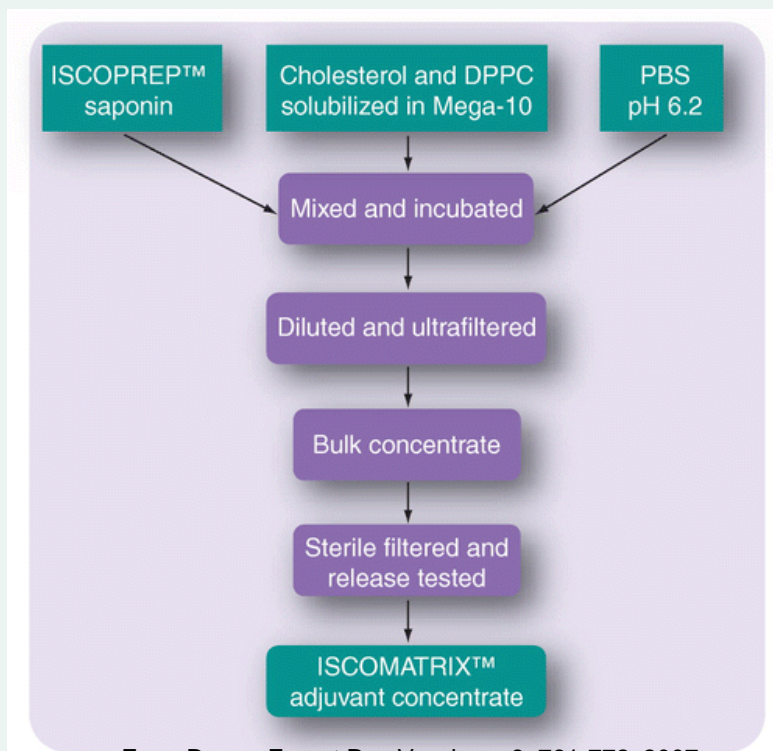 ISCOPREP™
saponin
Cholesterol and DPPC
solubilized in Mega-10
PBS
pH 6.2
Mixed and incubated
Diluted and ultrafiltered
Bulk concentrate
Sterile filtered and
release tested
ISCOMATRIX™
adjuvant concentrate